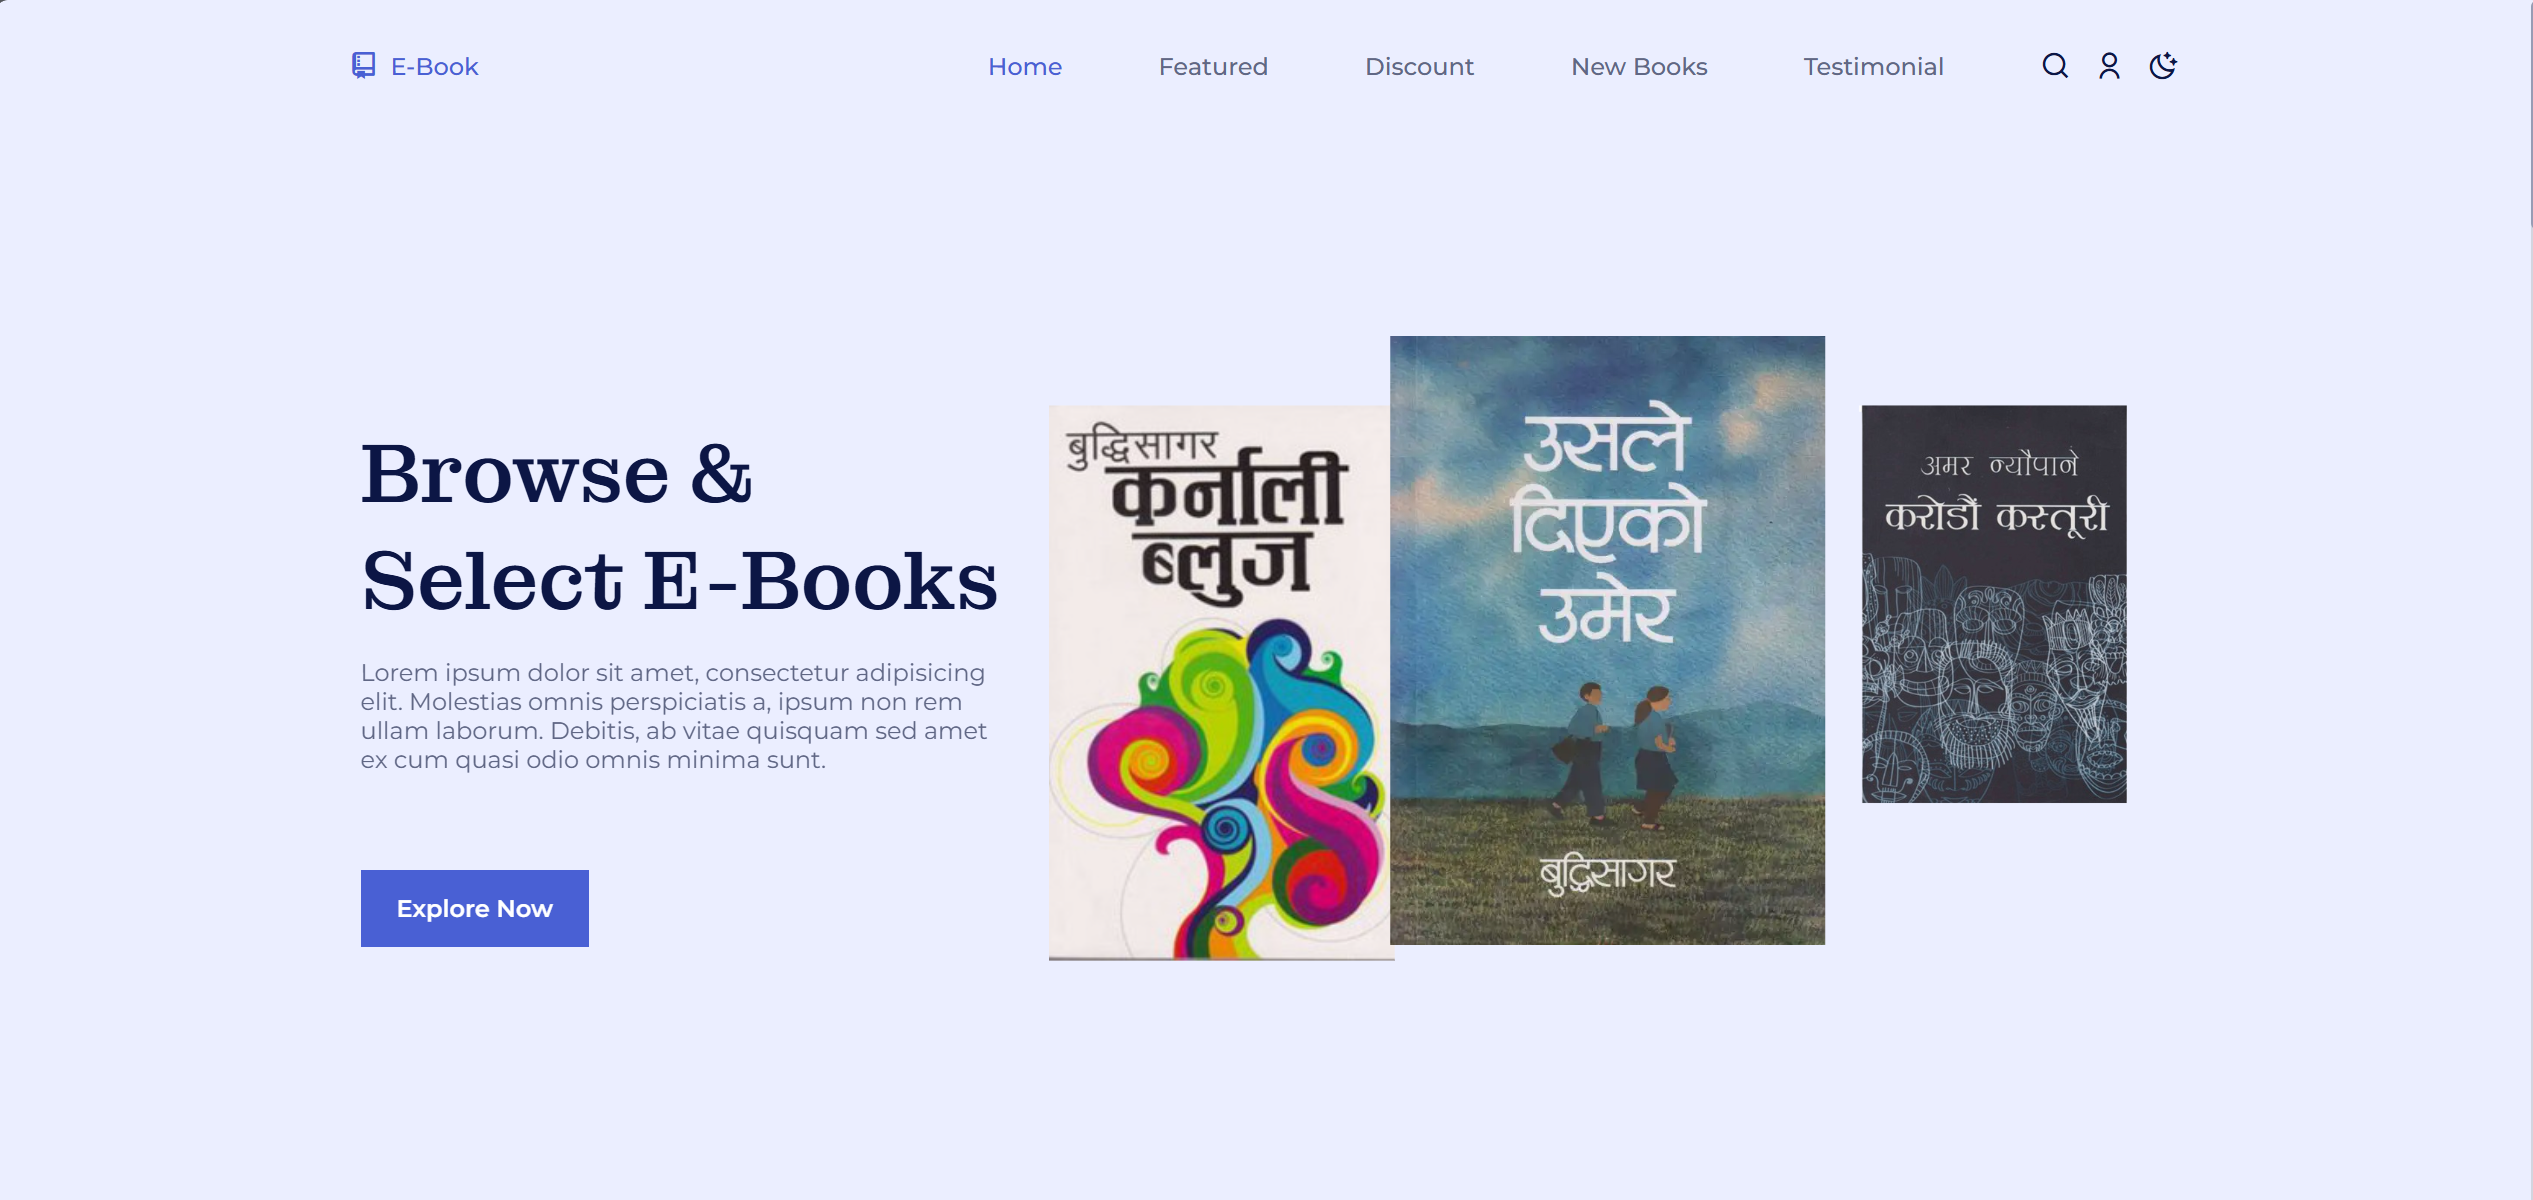 E-Book
Home
Featured
Discount
New Books
Testimonial
Browse &
Select E-Books
Lorem ipsum dolor sit amet, consectetur adipisicing
elit. Molestias omnis perspiciatis a, ipsum non rem
ullam laborum. Debitis, ab vitae quisquam sed amet
ex cum quasi odio omnis minima sunt.
Explore Now
बुद्धिसागर
कर्नाली
ब्लुज
उसले
दिएको
उमेर
बुद्धिसागर
अमर न्यौपाने
करोडौं कस्तूरी